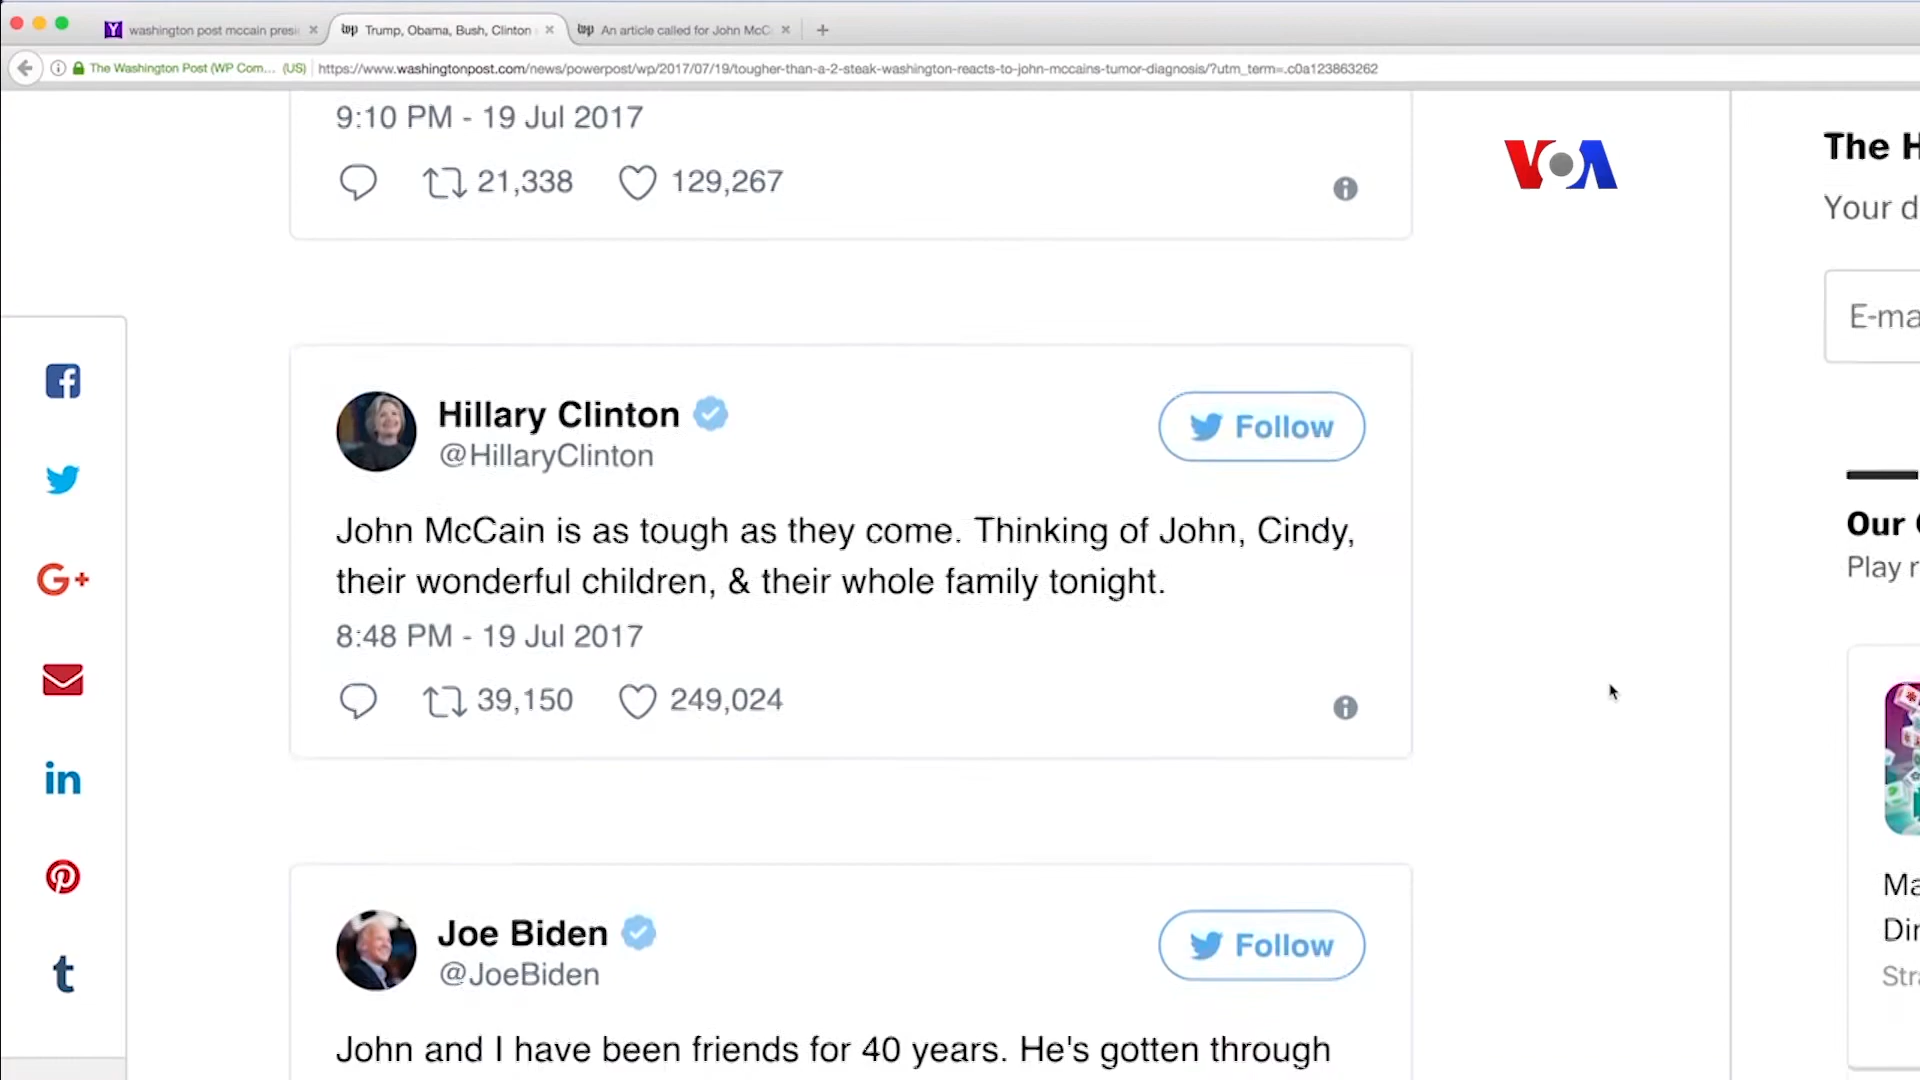 washington post mccain presi
Trump, Obama, Bush, Clinton
An article called for John McC
The Washington Post (WP Com... (US)
https://www.washingtonpost.com/news/powerpost/wp/2017/07/19/tougher-than-a-2-steak-washington-reacts-to-john-mccains-tumor-diagnosis/?utm_term=.c0a123863262
9:10 PM - 19 Jul 2017
21,338 129,267
VOA
The H
Your d
E-ma
Hillary Clinton
@HillaryClinton
Follow
John McCain is as tough as they come. Thinking of John, Cindy,
their wonderful children, & their whole family tonight.
8:48 PM - 19 Jul 2017
39,150 249,024
Our
Play r
Joe Biden
@JoeBiden
Follow
John and I have been friends for 40 years. He's gotten through
Ma
Dir
Stra
G+
in
t